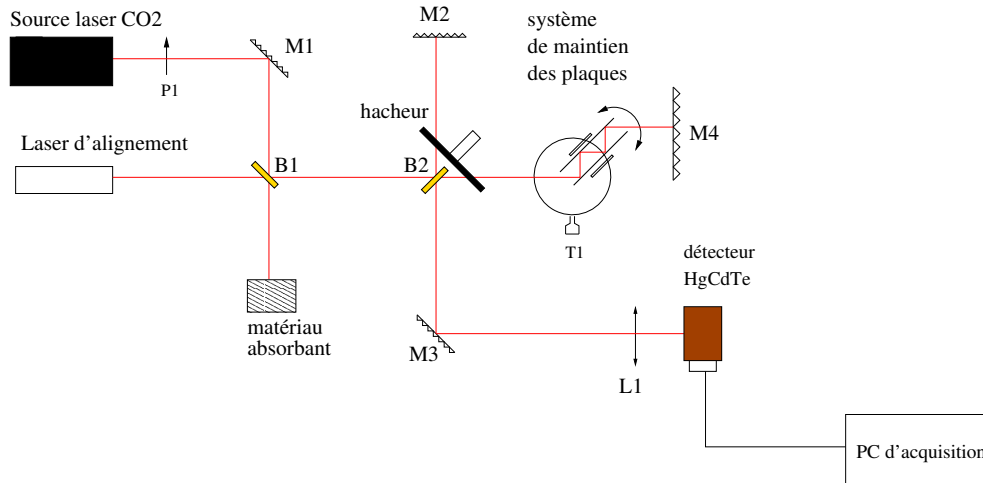 Source laser CO2
P1
M1
M2
système
de maintien
des plaques
M4
hacheur
Laser d'alignement
B1
B2
T1
détecteur
HgCdTe
matériau
absorbant
M3
L1
PC d'acquisition